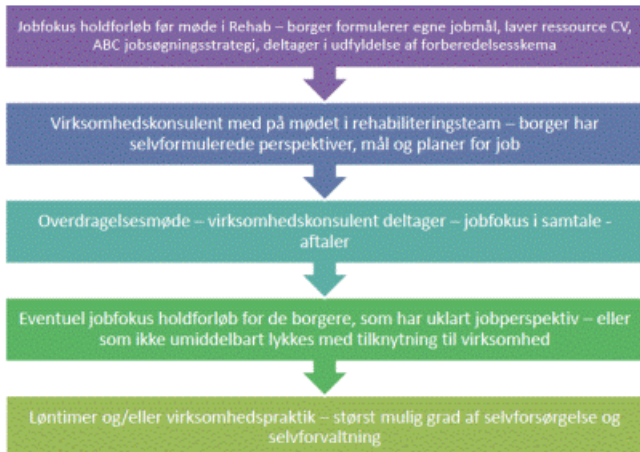 Jobfokus holdforløb før møde i Rehab – borger formulerer egne jobmål, laver ressource CV,
ABC jobsøgningsstrategi, deltager i udfyldelse af forberedelsesskema
Virksomhedskonsulent med på mødet i rehabiliteringsteam – borger har
selvformulerede perspektiver, mål og planer for job
Overdragelsesmøde – virksomhedskonsulent deltager – jobfokus i samtale -
aftaler
Eventuel jobfokus holdforløb for de borgere, som har uklart jobperspektiv – eller
som ikke umiddelbart lykkes med tilknytning til virksomhed
Løntimer og/eller virksomhedspraktik – størst mulig grad af selvforsørgelse og
selvforvaltning